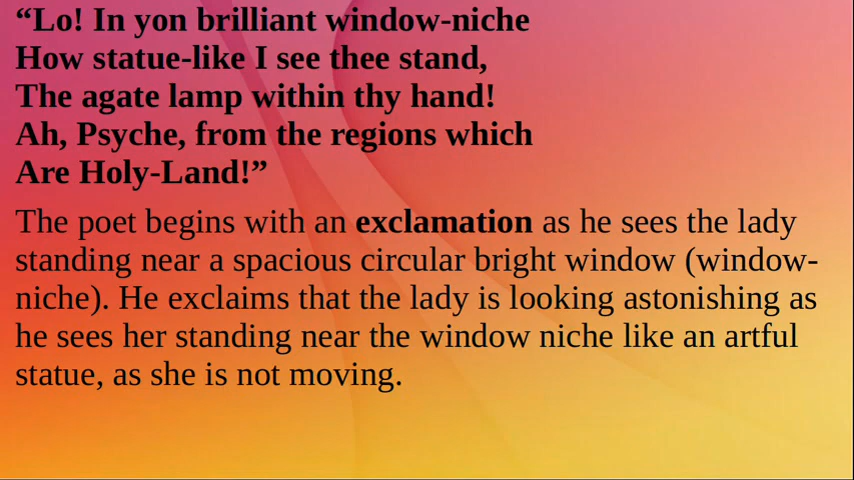 “Lo! In yon brilliant window-niche
How statue-like I see thee stand,
The agate lamp within thy hand!
Ah, Psyche, from the regions which
Are Holy-Land!”
The poet begins with an exclamation as he sees the lady
standing near a spacious circular bright window (window-
niche). He exclaims that the lady is looking astonishing as
he sees her standing near the window niche like an artful
statue, as she is not moving.